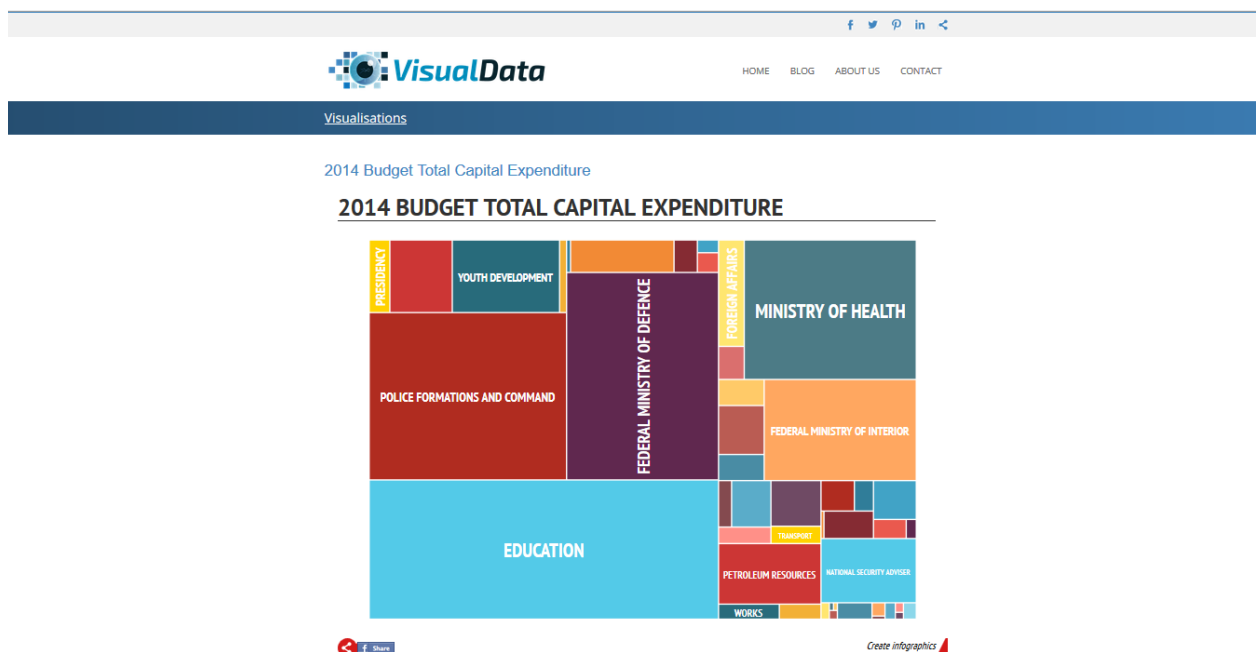 VisualData
HOME BLOG ABOUT US CONTACT
Visualisations
2014 Budget Total Capital Expenditure
2014 BUDGET TOTAL CAPITAL EXPENDITURE
PRESIDENCY
YOUTH DEVELOPMENT
POLICE FORMATIONS AND COMMAND
FEDERAL MINISTRY OF DEFENCE
FOREIGN AFFAIRS
MINISTRY OF HEALTH
FEDERAL MINISTRY OF INTERIOR
EDUCATION
TRANSPORT
PETROLEUM RESOURCES
NATIONAL SECURITY ADVISER
WORKS
Share
Create infographics